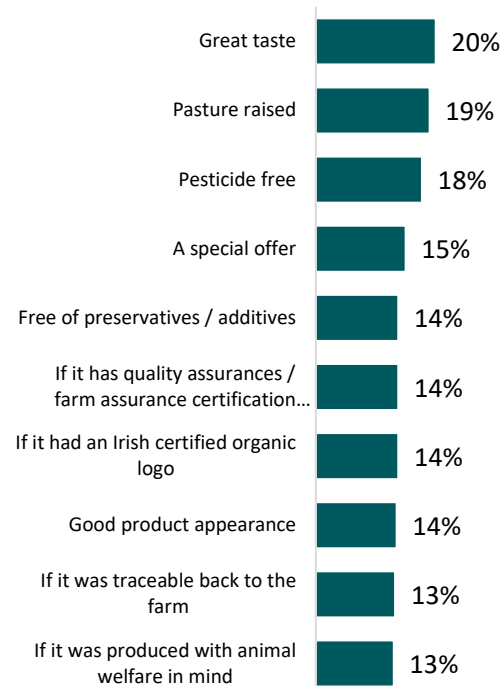 Great taste
20%
Pasture raised
19%
Pesticide free
18%
A special offer
15%
Free of preservatives / additives
14%
If it has quality assurances /
farm assurance certification...
14%
If it had an Irish certified organic
logo
14%
Good product appearance
14%
If it was traceable back to the
farm
13%
If it was produced with animal
welfare in mind
13%